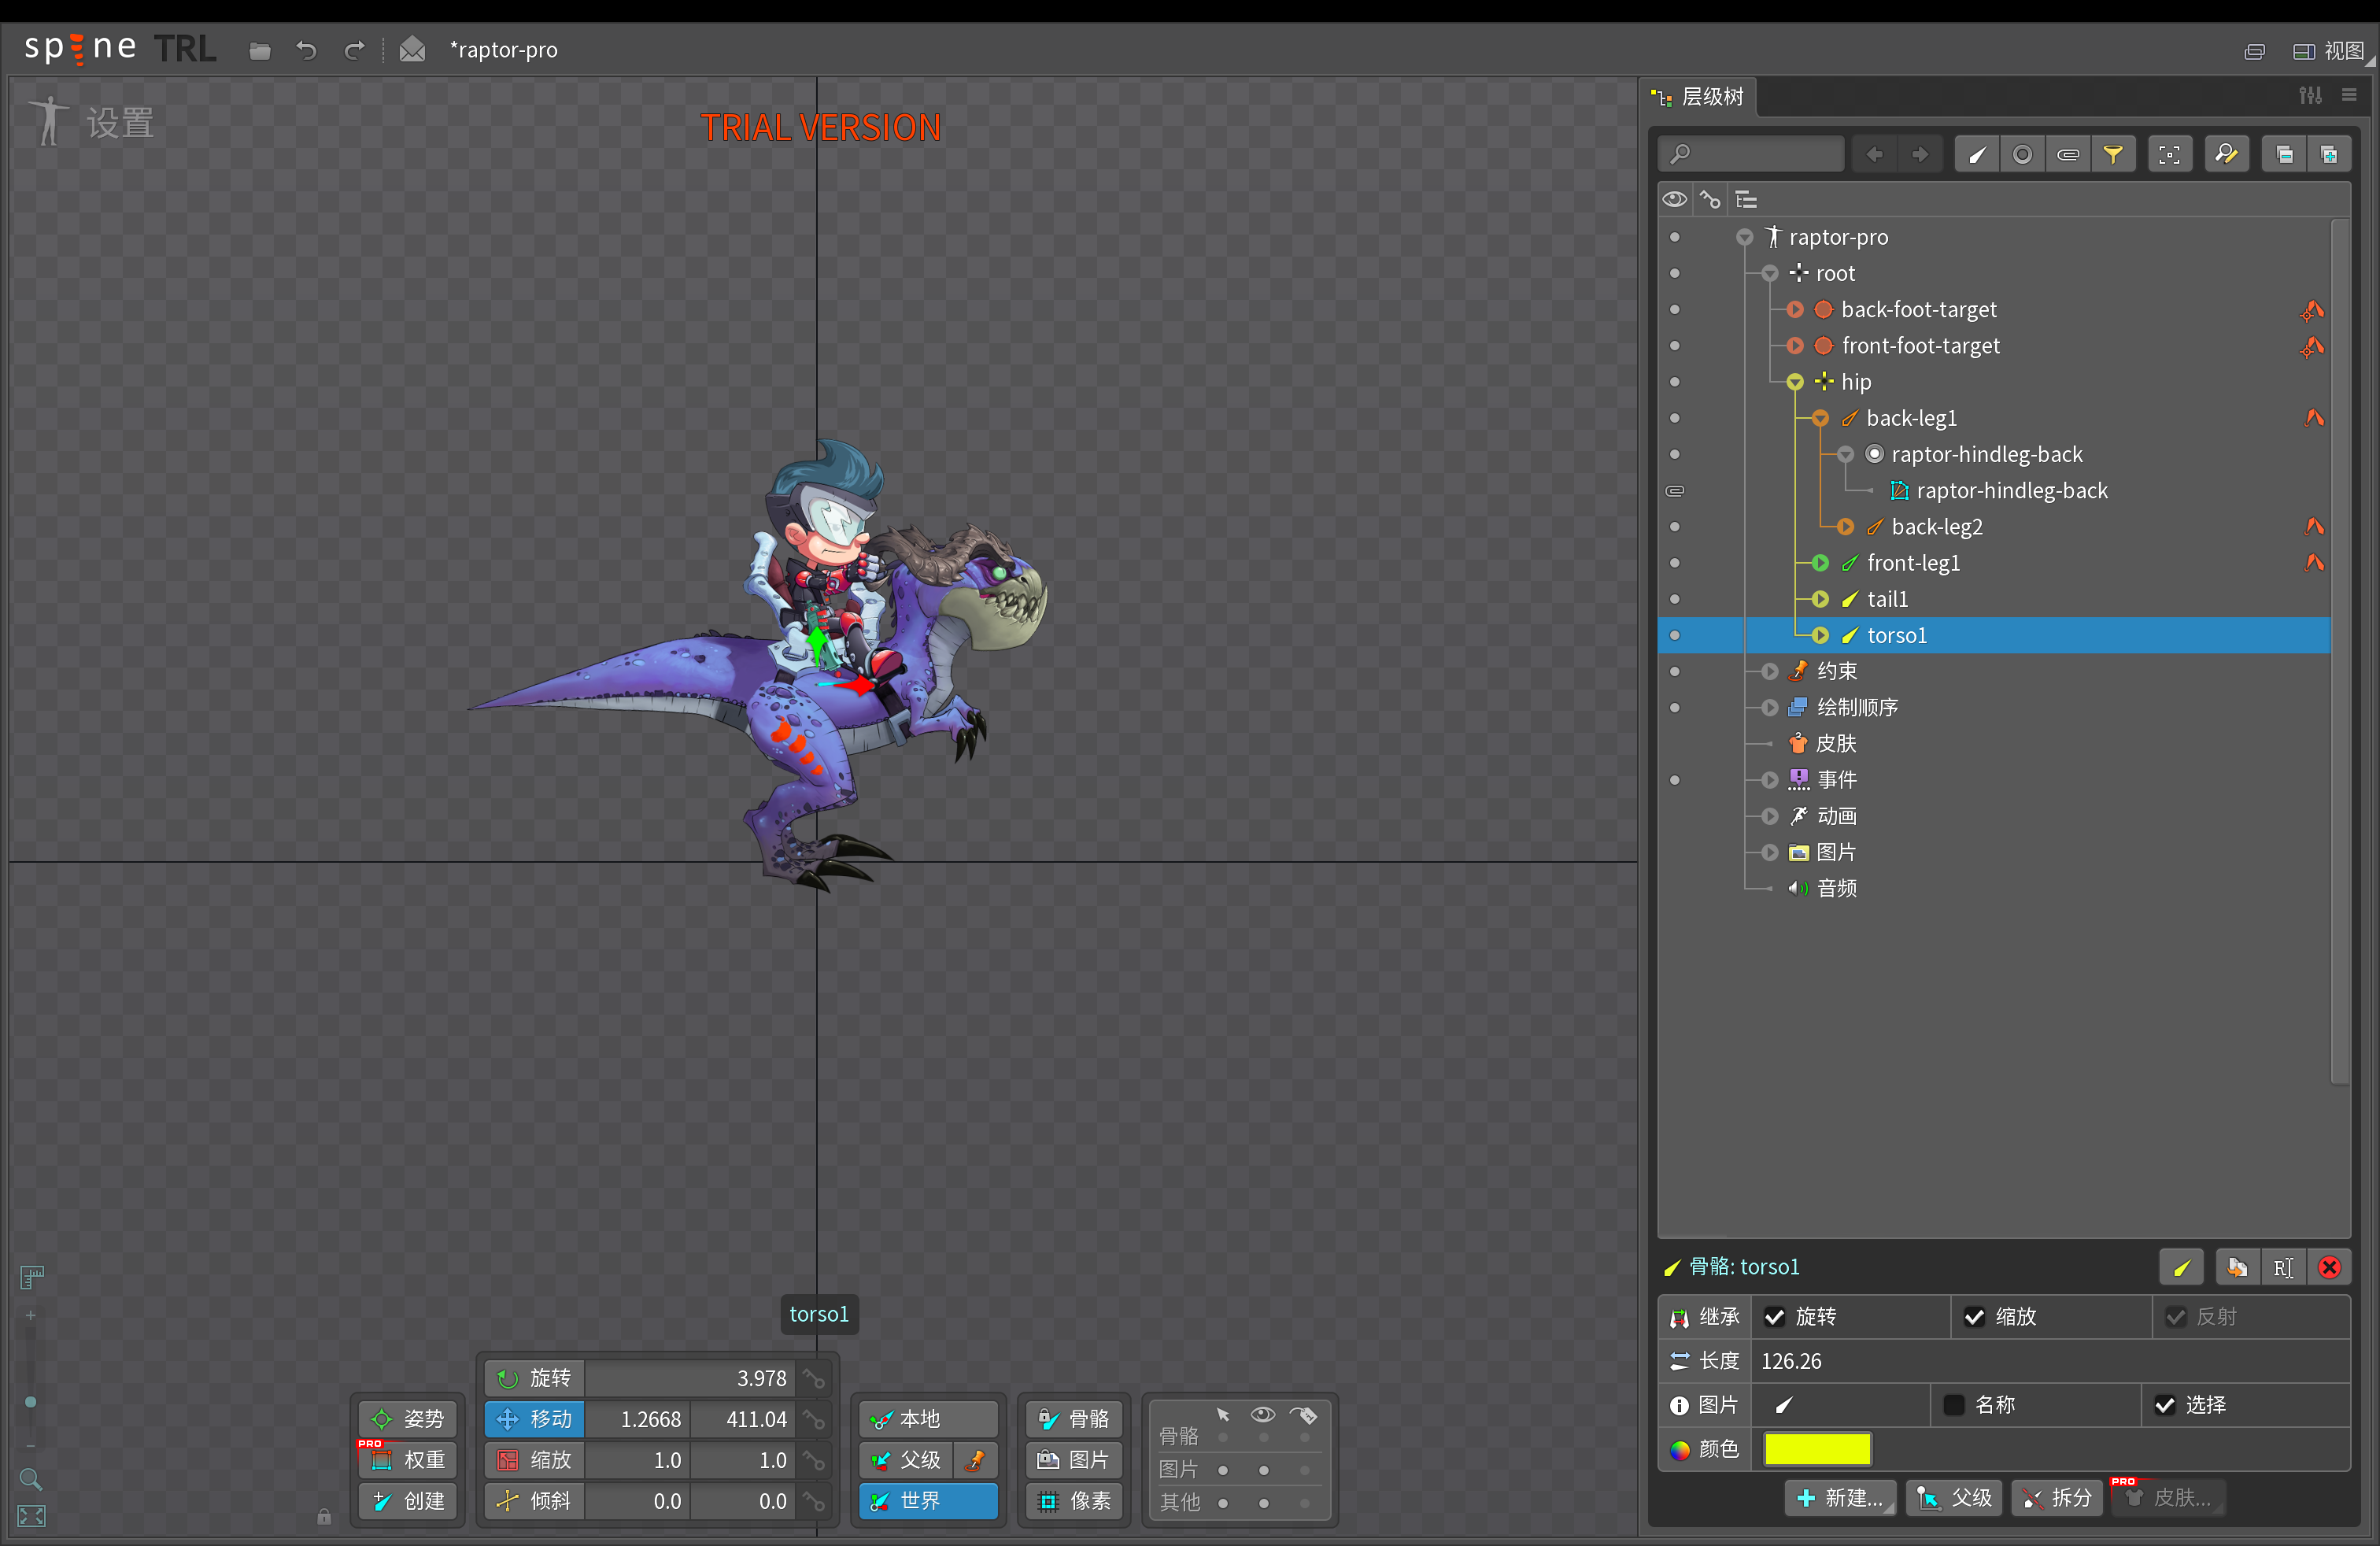 spine TRL
*raptor-pro
视图
设置
TRIAL VERSION
层级树
raptor-pro
root
back-foot-target
front-foot-target
hip
back-leg1
raptor-hindleg-back
raptor-hindleg-back
back-leg2
front-leg1
tail1
torso1
约束
绘制顺序
皮肤
事件
动画
图片
音频
骨骼: torso1
继承 旋转 缩放 反射
长度 126.26
图片 名称 选择
颜色
新建... 父级 拆分 PRO 皮肤...
torso1
姿势
PRO 权重
创建
旋转 3.978
移动 1.2668 411.04
缩放 1.0 1.0
倾斜 0.0 0.0
本地
父级
世界
骨骼
图片
像素
骨骼
图片
其他